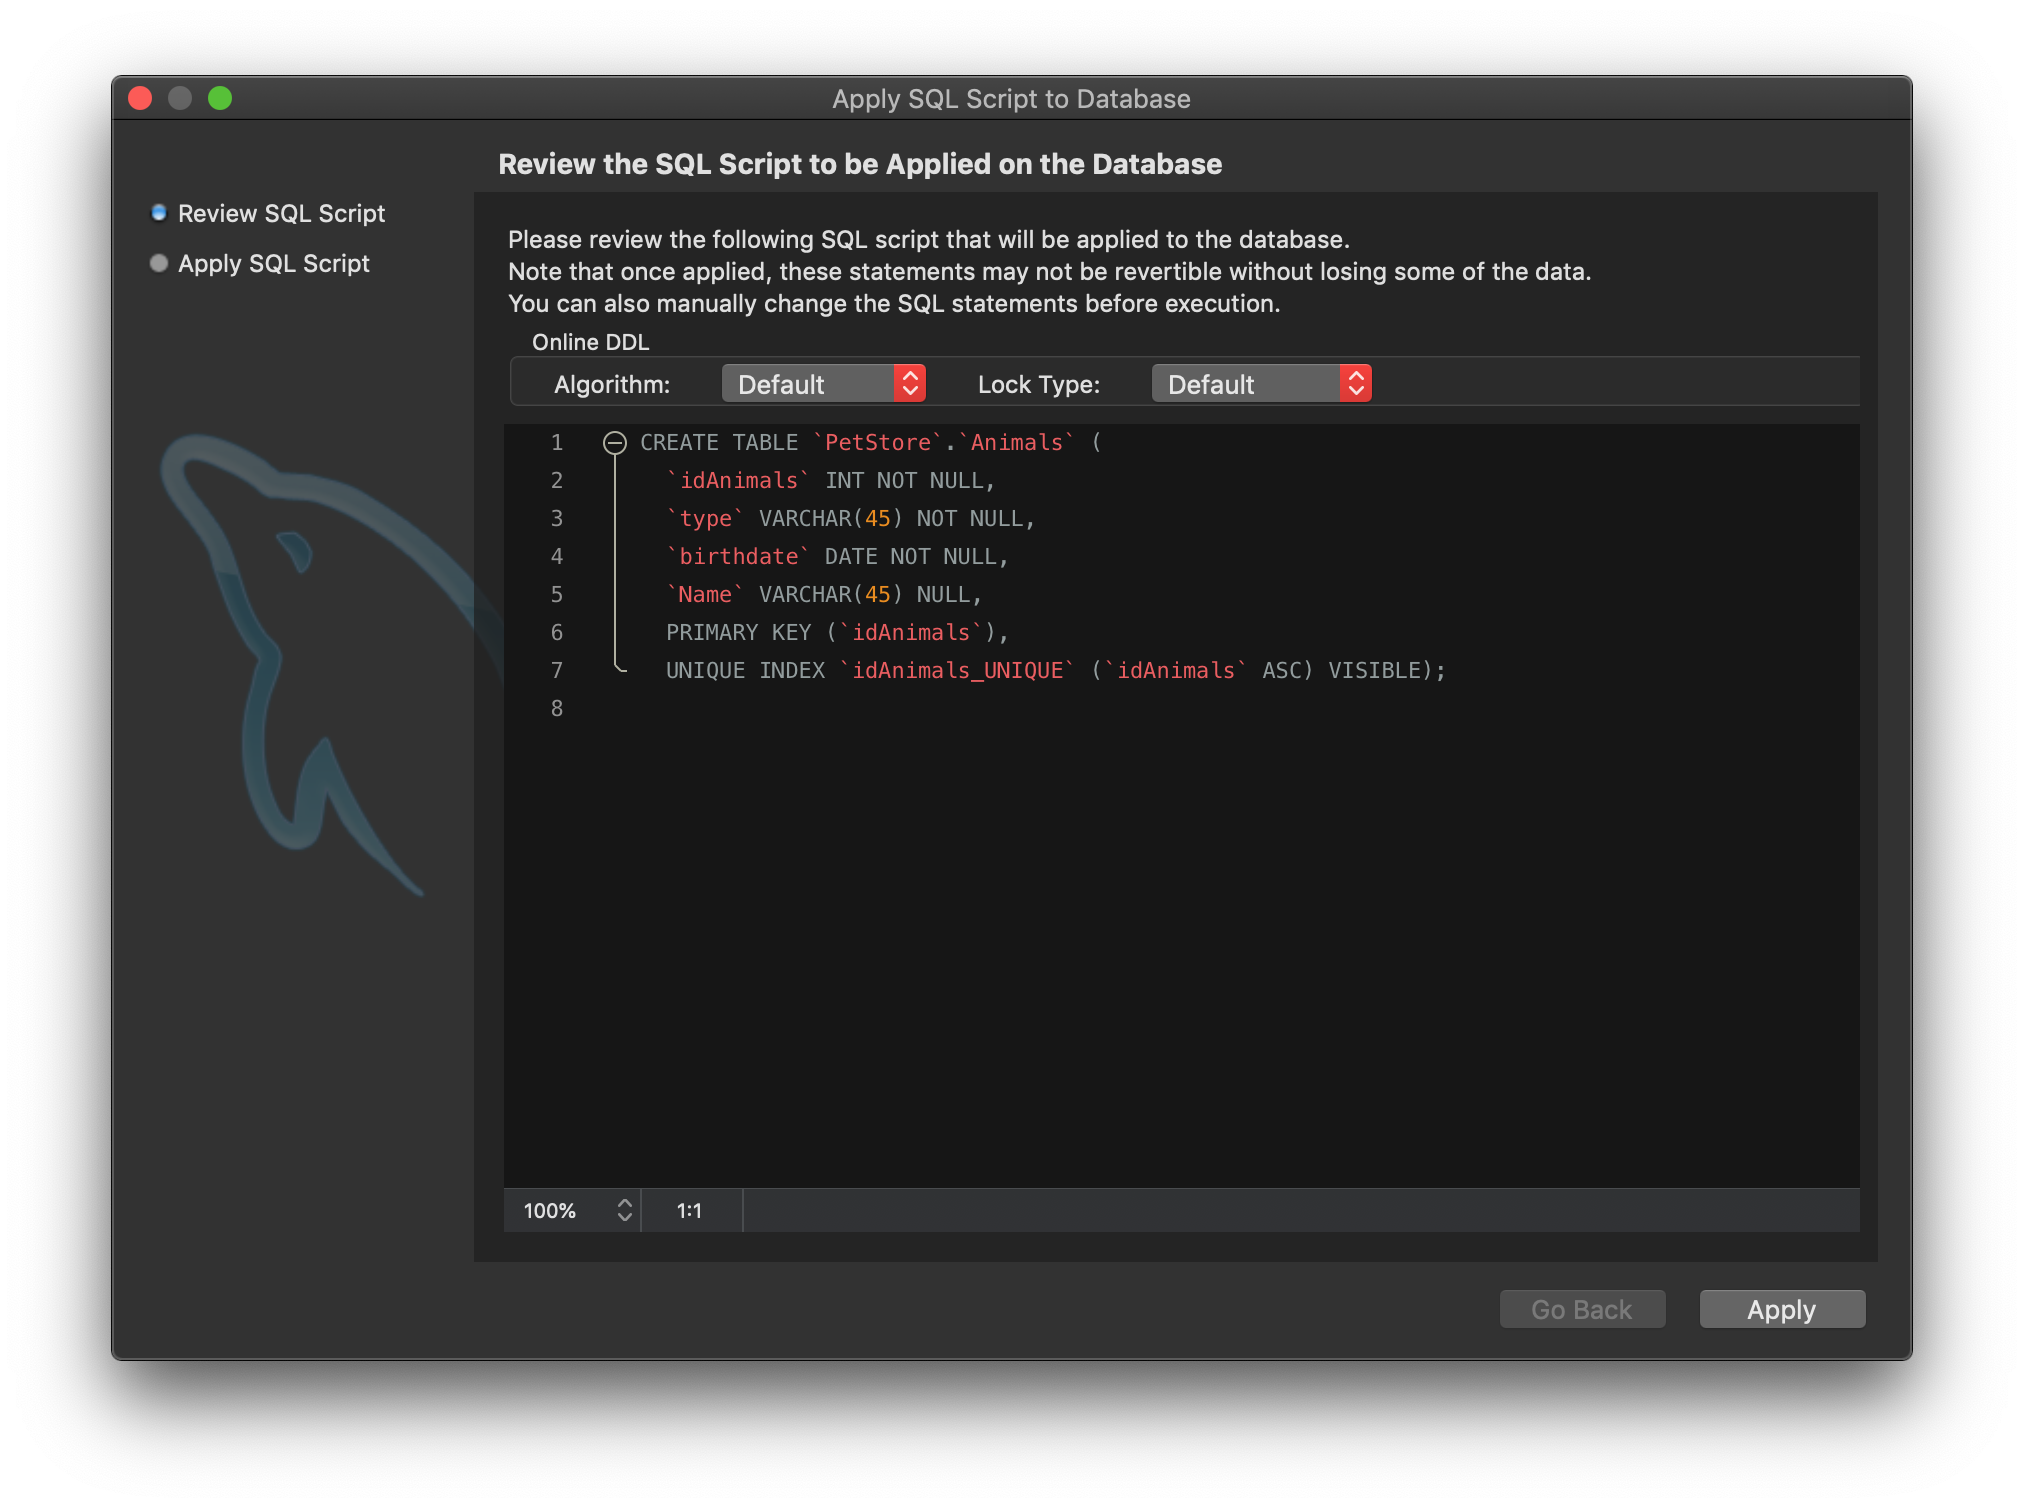 Apply SQL Script to Database
Review the SQL Script to be Applied on the Database
Review SQL Script
Apply SQL Script
Please review the following SQL script that will be applied to the database.
Note that once applied, these statements may not be revertible without losing some of the data.
You can also manually change the SQL statements before execution.
Online DDL
Algorithm: Default Lock Type: Default
1 CREATE TABLE `PetStore`.`Animals` (
2 `idAnimals` INT NOT NULL,
3 `type` VARCHAR(45) NOT NULL,
4 `birthdate` DATE NOT NULL,
5 `Name` VARCHAR(45) NULL,
6 PRIMARY KEY (`idAnimals`),
7 UNIQUE INDEX `idAnimals_UNIQUE` (`idAnimals` ASC) VISIBLE);
8
100% 1:1
Go Back Apply